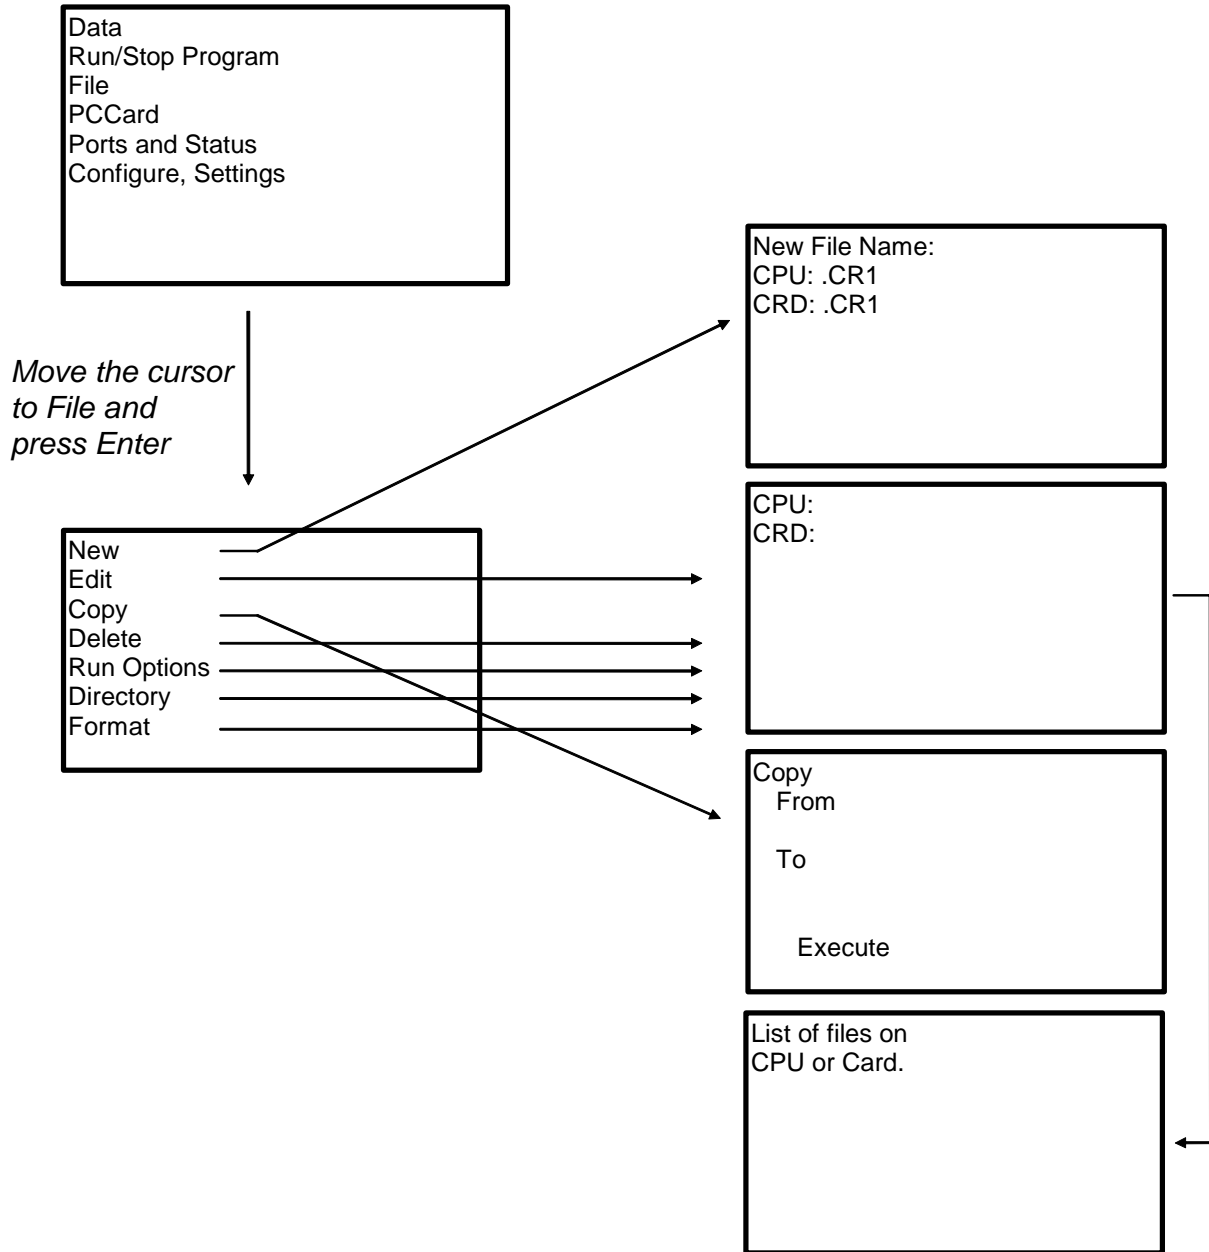 Data
Run/Stop Program
File
PCCard
Ports and Status
Configure, Settings
Move the cursor
to File and
press Enter
New
Edit
Copy
Delete
Run Options
Directory
Format
New File Name:
CPU: .CR1
CRD: .CR1
CPU:
CRD:
Copy
From
To
Execute
List of files on
CPU or Card.